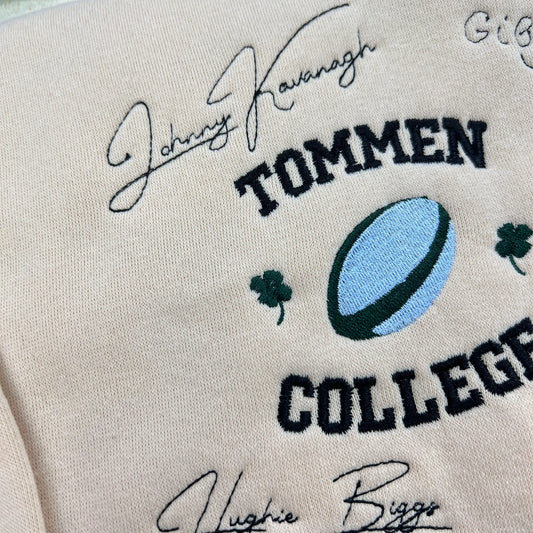 Johnny Kavanagh
TOMMEN
COLLEGE
Hughie Biggs